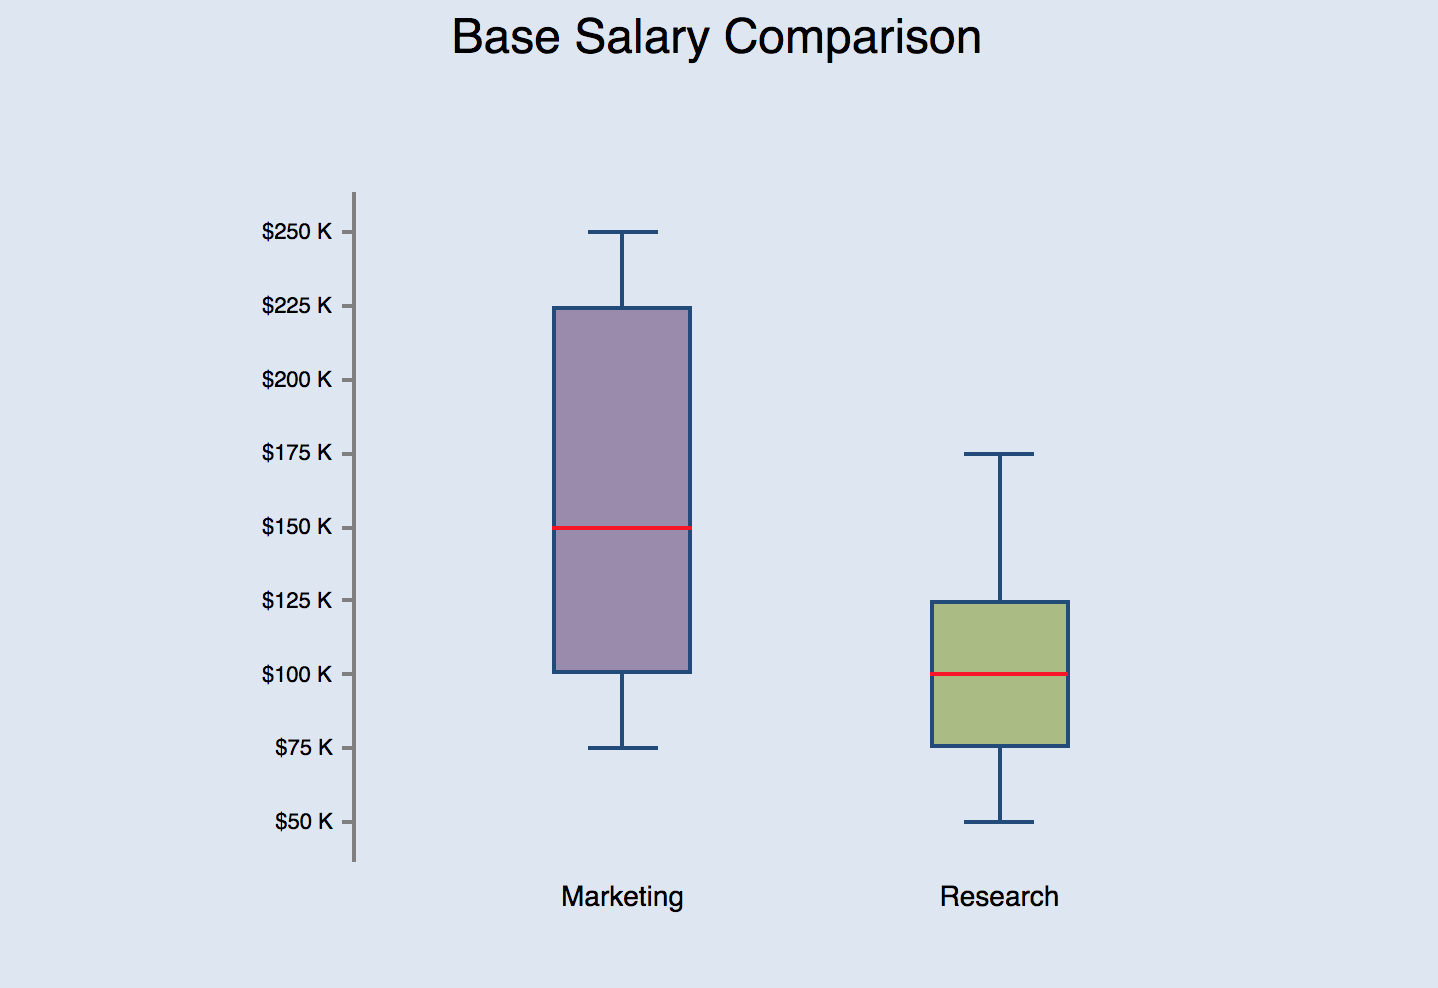 Base Salary Comparison
$250 K
$225 K
$200 K
$175 K
$150 K
$125 K
$100 K
$75 K
$50 K
Marketing Research